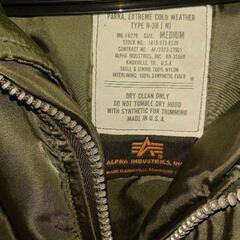 PARKA, EXTREME COLD WEATHER
TYPE N-3B (N)
SIZE: MEDIUM
STOCK NO.
CONTRACT NO.
ALPHA INDUSTRIES, INC.
KNOXVILLE, TN. U.S.A.
SHELL & LINING 100% NYLON
INTERLINING: 100% SYNTHETIC FIBER
DRY CLEAN ONLY
DO NOT TUMBLE DRY HOOD
WITH SYNTHETIC FUR TRIMMING
MADE IN U.S.A.
ALPHA INDUSTRIES, INC